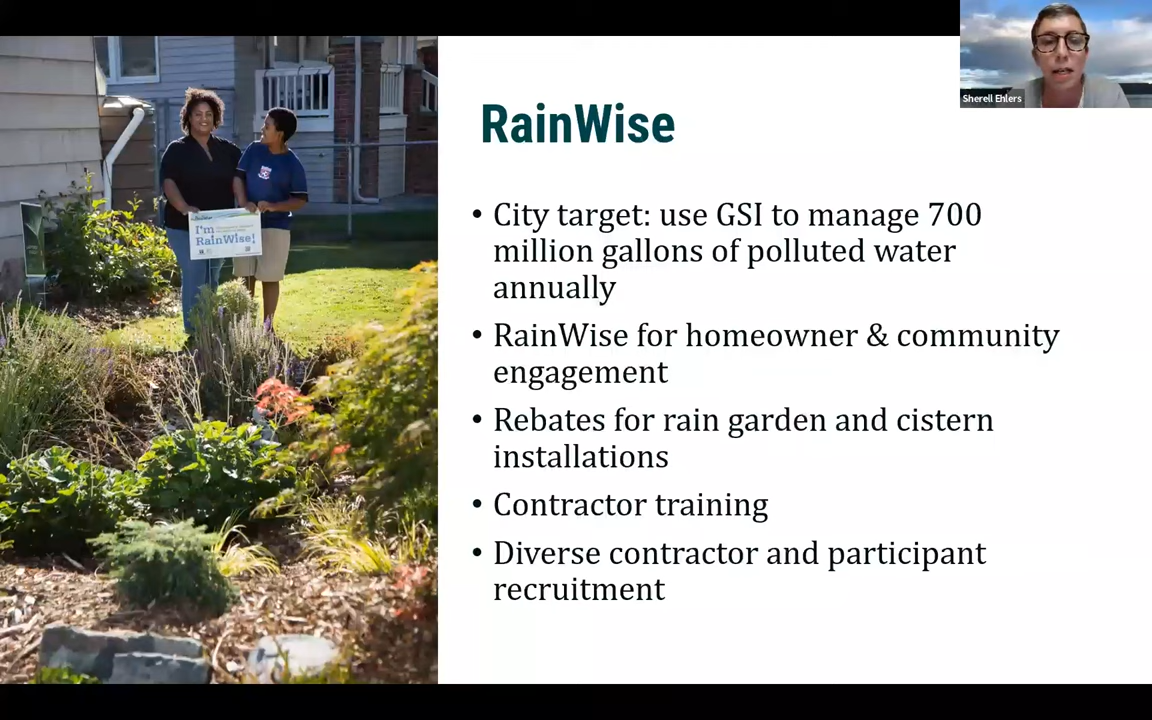 Sherell Ehlers
RainWise
I'm
RainWise!
• City target: use GSI to manage 700
million gallons of polluted water
annually
• RainWise for homeowner & community
engagement
• Rebates for rain garden and cistern
installations
• Contractor training
• Diverse contractor and participant
recruitment